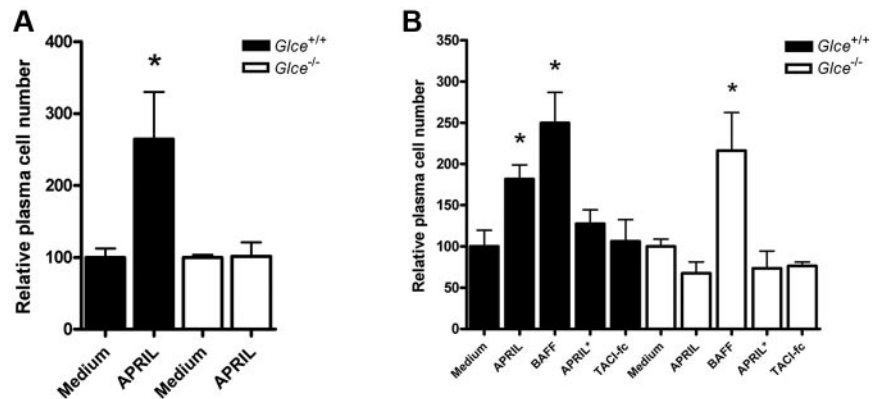 A
Relative plasma cell number
400
300
200
100
0
Medium
APRIL
Medium
APRIL
*
Glce+/+
Glce-/-
B
Relative plasma cell number
350
300
250
200
150
100
50
0
Medium
APRIL
BAFF
APRIL*
TACI-fc
Medium
APRIL
BAFF
APRIL*
TACI-fc
*
*
*
Glce+/+
Glce-/-